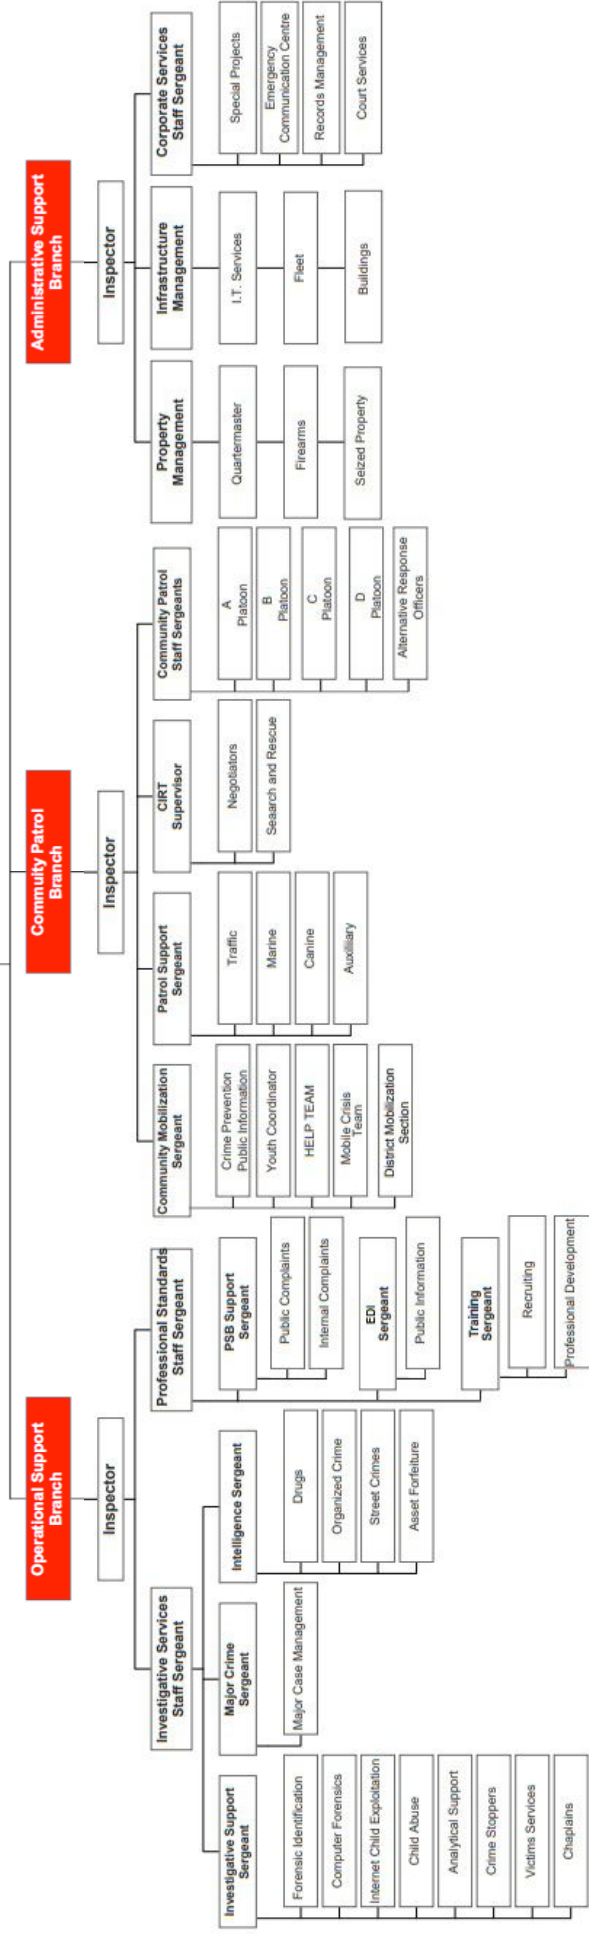 Operational Support
Branch
Inspector
Investigative Services
Staff Sergeant
Investigative Support
Sergeant
Forensic Identification
Computer Forensics
Internet Child Exploitation
Child Abuse
Analytical Support
Crime Stoppers
Victims Services
Chaplains
Major Crime
Sergeant
Major Case Management
Intelligence Sergeant
Drugs
Organized Crime
Street Crimes
Asset Forfeiture
Professional Standards
Staff Sergeant
PSB Support
Sergeant
Public Complaints
Internal Complaints
EDI
Sergeant
Public Information
Training
Sergeant
Recruiting
Professional Development
Commuity Patrol
Branch
Inspector
Community Mobilization
Sergeant
Crime Prevention
Public Information
Youth Coordinator
HELP TEAM
Mobile Crisis
Team
District Mobilization
Section
Patrol Support
Sergeant
Traffic
Marine
Canine
Auxilliary
CIRT
Supervisor
Negotiators
Seaarch and Rescue
Community Patrol
Staff Sergeants
A
Platoon
B
Platoon
C
Platoon
D
Platoon
Alternative Response
Officers
Administrative Support
Branch
Inspector
Property
Management
Quartermaster
Firearms
Seized Property
Infrastructure
Management
I.T. Services
Fleet
Buildings
Corporate Services
Staff Sergeant
Special Projects
Emergency
Communication Centre
Records Management
Court Services